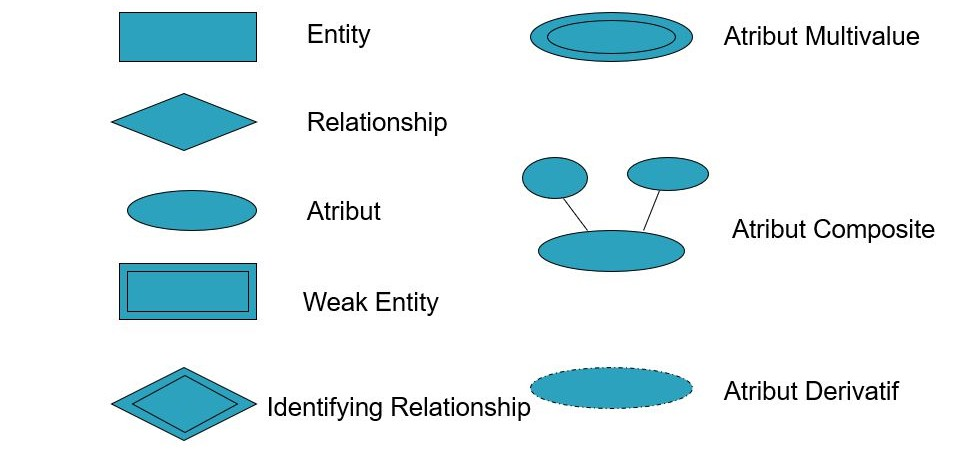 Entity
Relationship
Atribut
Weak Entity
Identifying Relationship
Atribut Multivalue
Atribut Composite
Atribut Derivatif